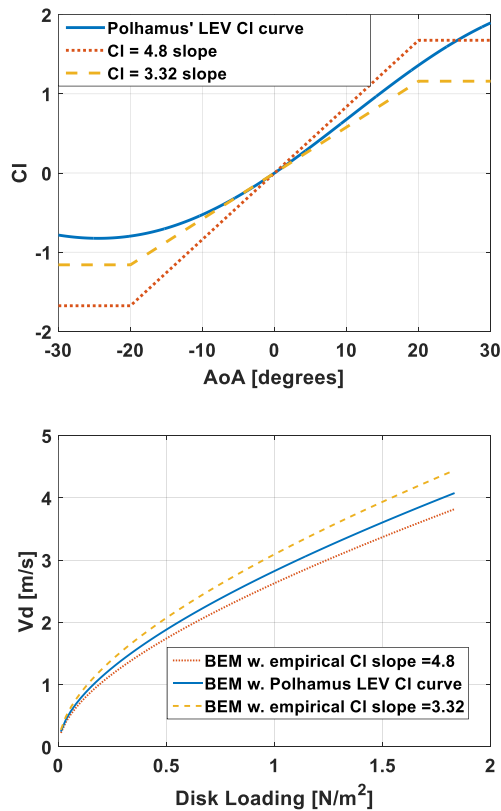 2
1
0
-1
-2
Cl
Polhamus' LEV Cl curve
Cl = 4.8 slope
Cl = 3.32 slope
-30 -20 -10 0 10 20 30
AoA [degrees]
5
4
3
2
1
0
Vd [m/s]
BEM w. empirical Cl slope =4.8
BEM w. Polhamus LEV Cl curve
BEM w. empirical Cl slope =3.32
0 0.5 1 1.5 2
Disk Loading [N/m²]